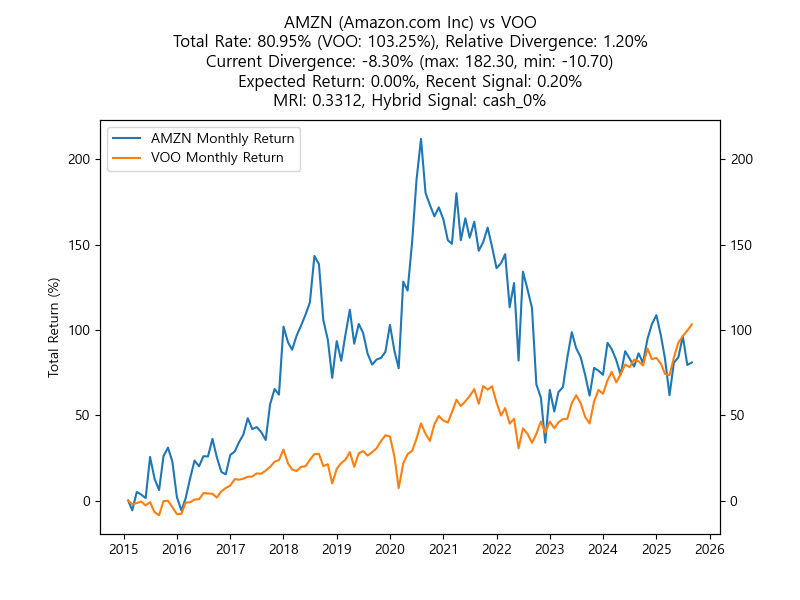 AMZN (Amazon.com Inc) vs VOO
Total Rate: 80.95% (VOO: 103.25%), Relative Divergence: 1.20%
Current Divergence: -8.30% (max: 182.30, min: -10.70)
Expected Return: 0.00%, Recent Signal: 0.20%
MRI: 0.3312, Hybrid Signal: cash_0%
AMZN Monthly Return
VOO Monthly Return
Total Return (%)
200
150
100
50
0
200
150
100
50
0
2015 2016 2017 2018 2019 2020 2021 2022 2023 2024 2025 2026